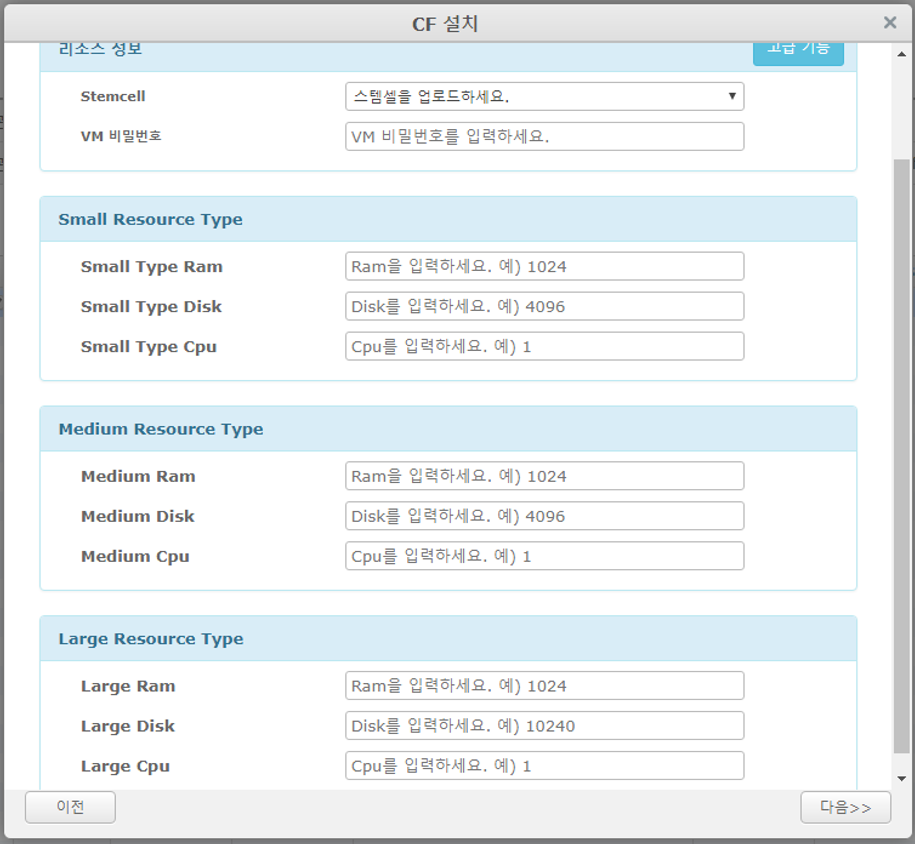 CF 설치
리소스 정보
고급 기능
Stemcell
스템셀을 업로드하세요.
VM 비밀번호
VM 비밀번호를 입력하세요.
Small Resource Type
Small Type Ram
Ram을 입력하세요. 예) 1024
Small Type Disk
Disk를 입력하세요. 예) 4096
Small Type Cpu
Cpu를 입력하세요. 예) 1
Medium Resource Type
Medium Ram
Ram을 입력하세요. 예) 1024
Medium Disk
Disk를 입력하세요. 예) 4096
Medium Cpu
Cpu를 입력하세요. 예) 1
Large Resource Type
Large Ram
Ram을 입력하세요. 예) 1024
Large Disk
Disk를 입력하세요. 예) 10240
Large Cpu
Cpu를 입력하세요. 예) 1
이전
다음>>